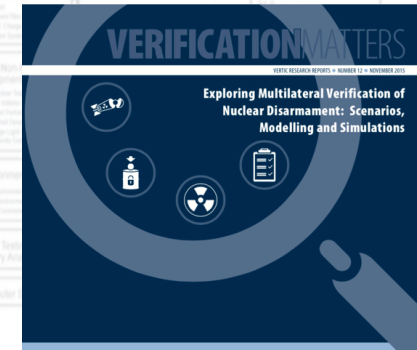 VERIFICATIONMATTERS
VERTIC RESEARCH REPORTS • NUMBER 12 • NOVEMBER 2015
Exploring Multilateral Verification of
Nuclear Disarmament: Scenarios,
Modelling and Simulations